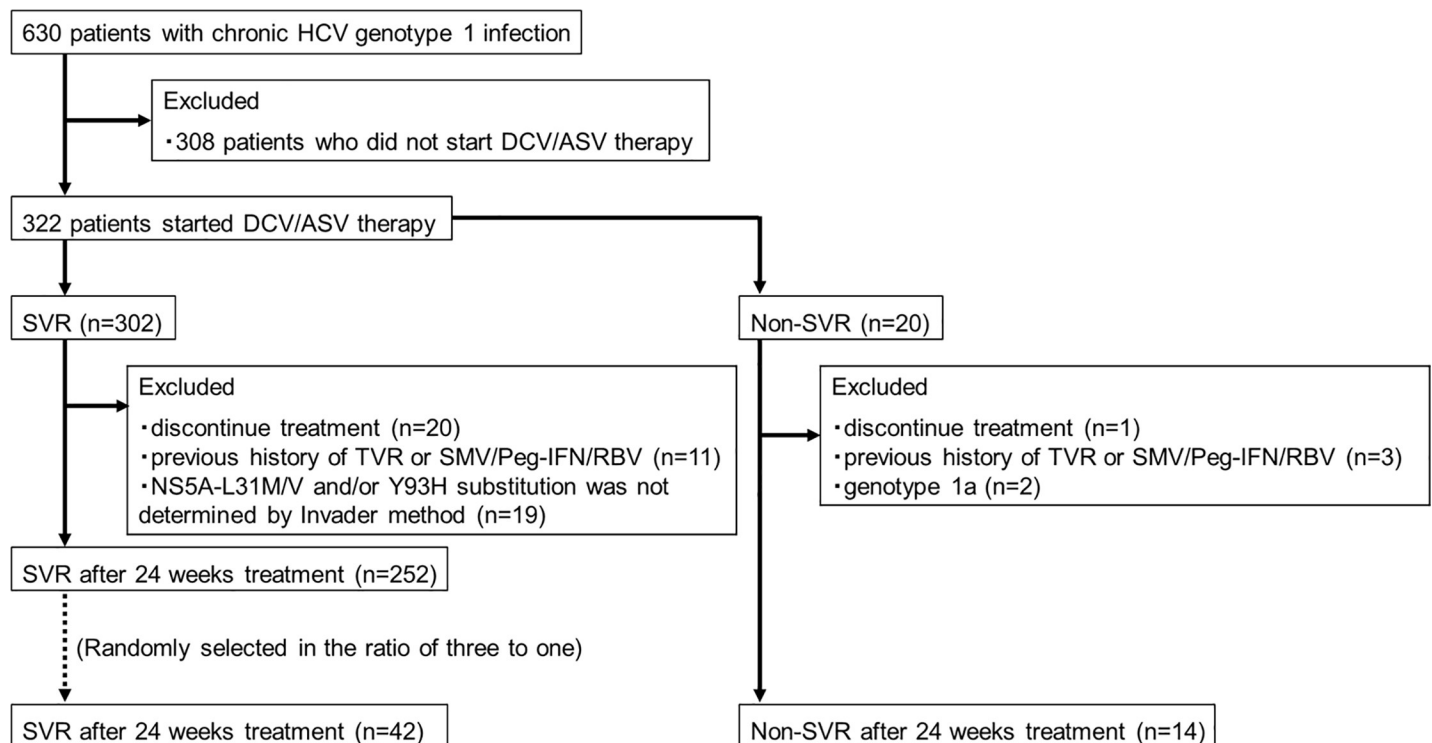 630 patients with chronic HCV genotype 1 infection
Excluded
・308 patients who did not start DCV/ASV therapy
322 patients started DCV/ASV therapy
SVR (n=302)
Non-SVR (n=20)
Excluded
・discontinue treatment (n=20)
・previous history of TVR or SMV/Peg-IFN/RBV (n=11)
・NS5A-L31M/V and/or Y93H substitution was not
determined by Invader method (n=19)
Excluded
・discontinue treatment (n=1)
・previous history of TVR or SMV/Peg-IFN/RBV (n=3)
・genotype 1a (n=2)
SVR after 24 weeks treatment (n=252)
(Randomly selected in the ratio of three to one)
SVR after 24 weeks treatment (n=42)
Non-SVR after 24 weeks treatment (n=14)